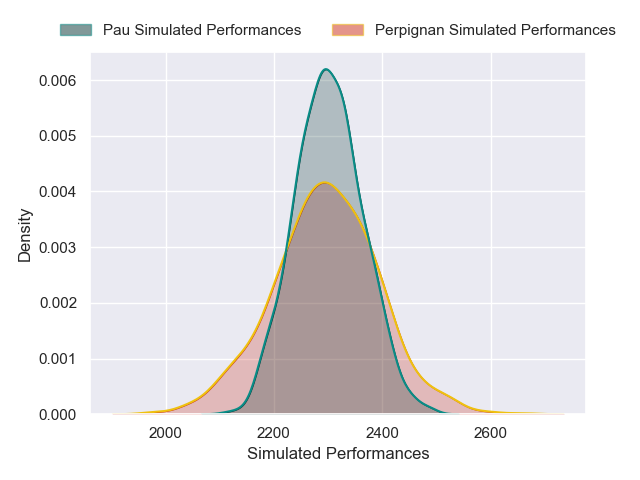 Pau Simulated Performances
Perpignan Simulated Performances
0.006
0.005
0.004
0.003
0.002
0.001
0.000
Density
2000
2200
2400
2600
Simulated Performances